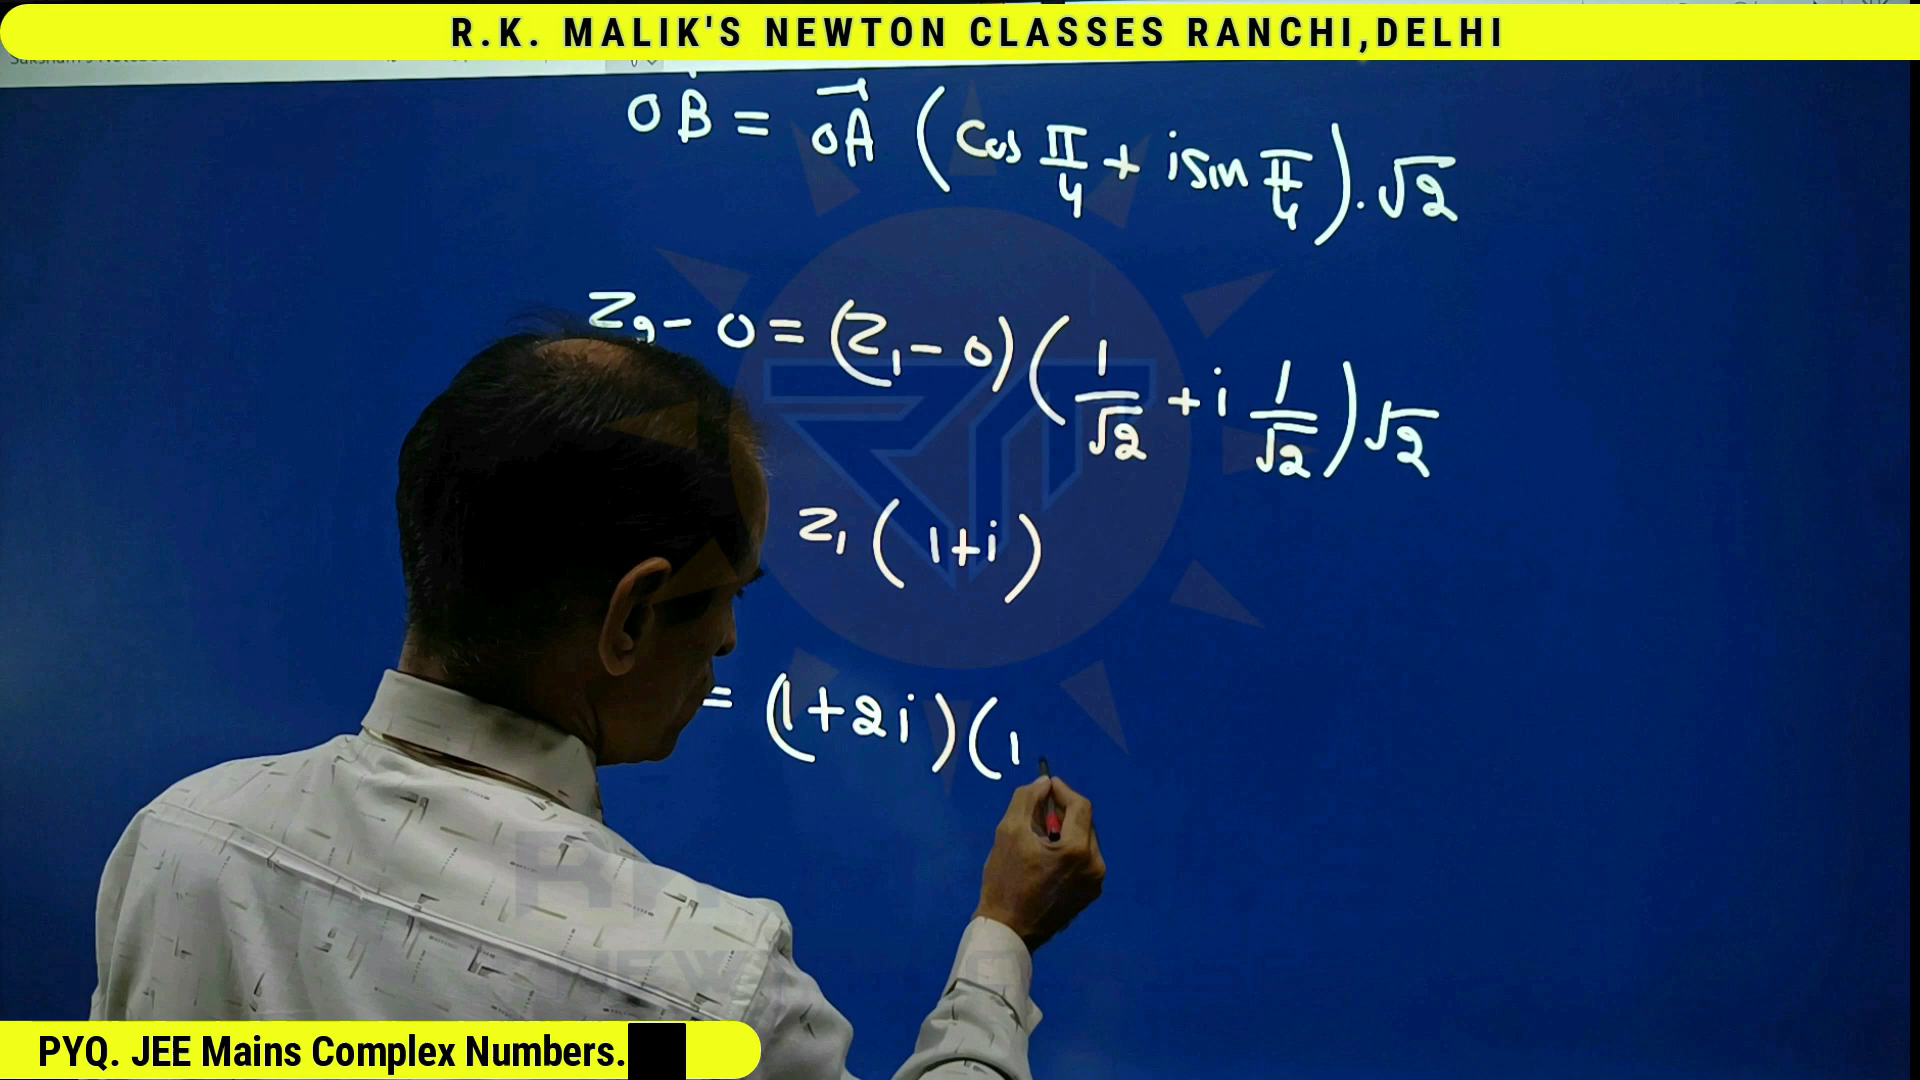 R.K. MALIK'S NEWTON CLASSES RANCHI,DELHI
OB = OA (cos π/4 + i sin π/4).√2
Z₂ - 0 = (Z₁ - 0) (1/√2 + i 1/√2) √2
Z₁ (1+i)
= (1+2i) (1
PYQ. JEE Mains Complex Numbers.